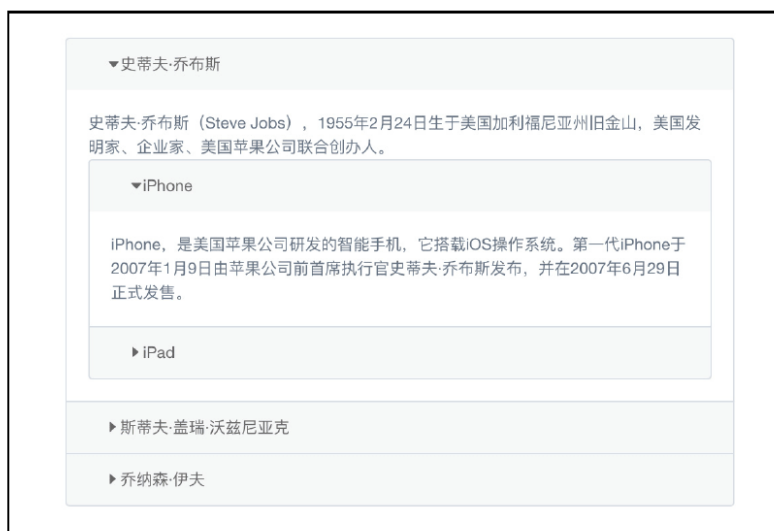 史蒂夫·乔布斯
史蒂夫·乔布斯（Steve Jobs），1955年2月24日生于美国加利福尼亚州旧金山，美国发
明家、企业家、美国苹果公司联合创办人。
iPhone
iPhone，是美国苹果公司研发的智能手机，它搭载iOS操作系统。第一代iPhone于
2007年1月9日由苹果公司前首席执行官史蒂夫·乔布斯发布，并在2007年6月29日
正式发售。
iPad
斯蒂夫·盖瑞·沃兹尼亚克
乔纳森·伊夫